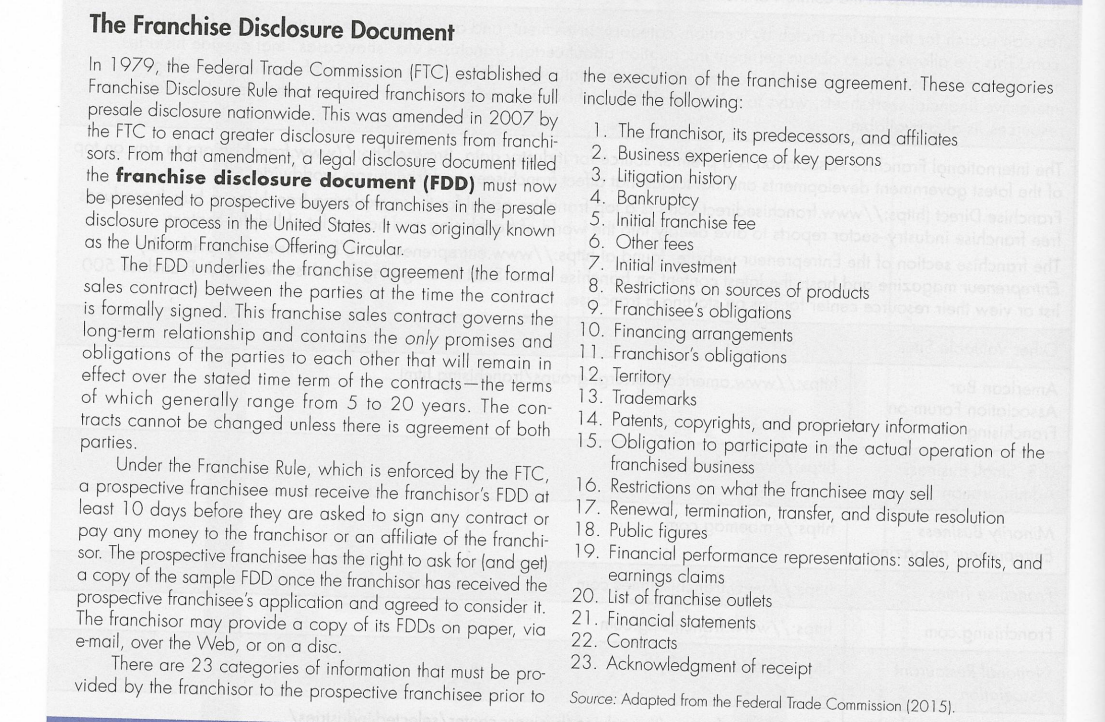 The Franchise Disclosure Document
In 1979, the Federal Trade Commission (FTC) established a
Franchise Disclosure Rule that required franchisors to make full
presale disclosure nationwide. This was amended in 2007 by
the FTC to enact greater disclosure requirements from franchi-
sors. From that amendment, a legal disclosure document titled
the franchise disclosure document (FDD) must now
be presented to prospective buyers of franchises in the presale
disclosure process in the United States. It was originally known
as the Uniform Franchise Offering Circular.
The FDD underlies the franchise agreement (the formal
sales contract) between the parties at the time the contract
is formally signed. This franchise sales contract governs the
long-term relationship and contains the only promises and
obligations of the parties to each other that will remain in
effect over the stated time term of the contracts—the terms
of which generally range from 5 to 20 years. The con-
tracts cannot be changed unless there is agreement of both
parties.
Under the Franchise Rule, which is enforced by the FTC,
a prospective franchisee must receive the franchisor's FDD at
least 10 days before they are asked to sign any contract or
pay any money to the franchisor or an affiliate of the franchi-
sor. The prospective franchisee has the right to ask for (and get)
a copy of the sample FDD once the franchisor has received the
prospective franchisee's application and agreed to consider it.
The franchisor may provide a copy of its FDDs on paper, via
e-mail, over the Web, or on a disc.
There are 23 categories of information that must be pro-
vided by the franchisor to the prospective franchisee prior to
the execution of the franchise agreement. These categories
include the following:
1. The franchisor, its predecessors, and affiliates
2. Business experience of key persons
3. Litigation history
4. Bankruptcy
5. Initial franchise fee
6. Other fees
7. Initial investment
8. Restrictions on sources of products
9. Franchisee's obligations
10. Financing arrangements
11. Franchisor's obligations
12. Territory
13. Trademarks
14. Patents, copyrights, and proprietary information
15. Obligation to participate in the actual operation of the
franchised business
16. Restrictions on what the franchisee may sell
17. Renewal, termination, transfer, and dispute resolution
18. Public figures
19. Financial performance representations: sales, profits, and
earnings claims
20. List of franchise outlets
21. Financial statements
22. Contracts
23. Acknowledgment of receipt
Source: Adapted from the Federal Trade Commission (2015).